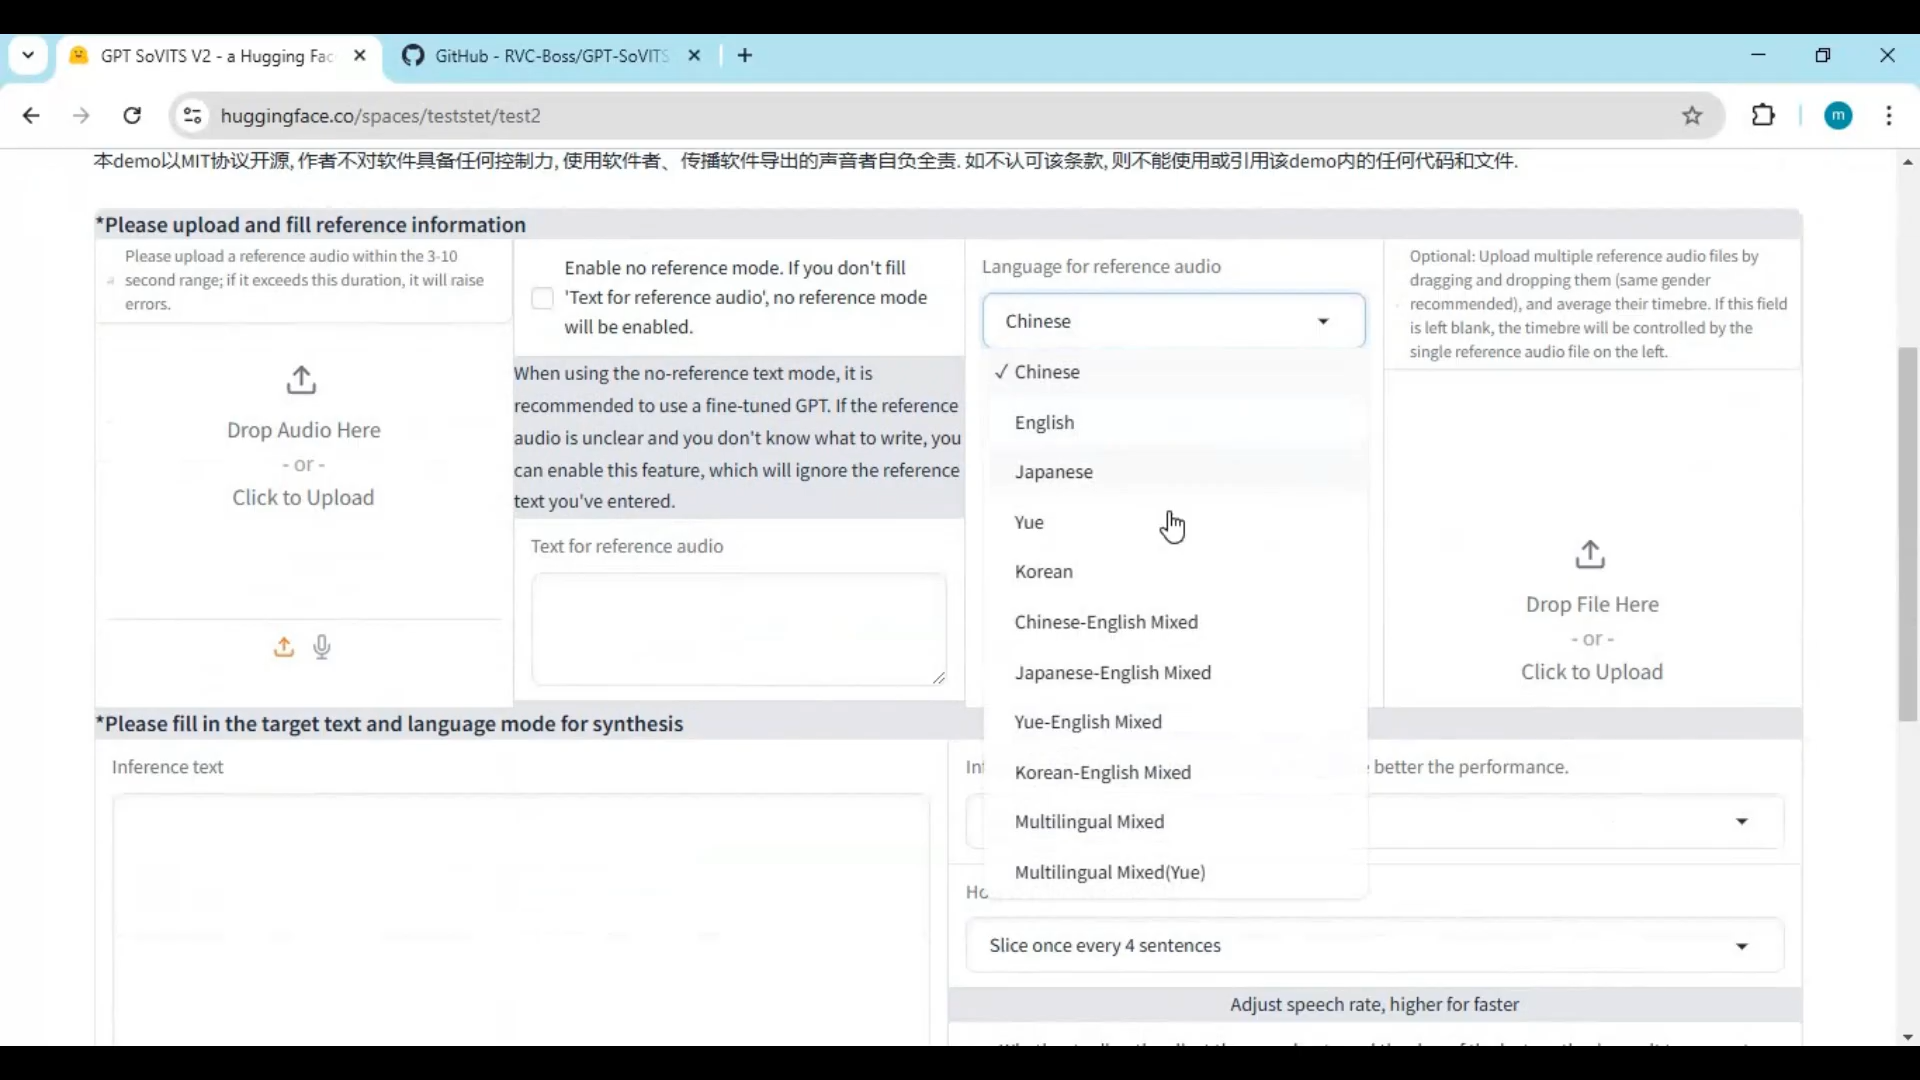 GPT SoVITS V2 - a Hugging Fac
GitHub - RVC-Boss/GPT-SoVITS
huggingface.co/spaces/teststet/test2
m
本demo以MIT协议开源, 作者不对软件具备任何控制力, 使用软件者、传播软件导出的声音者自负全责. 如不认可该条款, 则不能使用或引用该demo内的任何代码和文件.
*Please upload and fill reference information
Please upload a reference audio within the 3-10
second range; if it exceeds this duration, it will raise
errors.
Drop Audio Here
- or -
Click to Upload
Enable no reference mode. If you don't fill
'Text for reference audio', no reference mode
will be enabled.
When using the no-reference text mode, it is
recommended to use a fine-tuned GPT. If the reference
audio is unclear and you don't know what to write, you
can enable this feature, which will ignore the reference
text you've entered.
Text for reference audio
Language for reference audio
Chinese
✓ Chinese
English
Japanese
Yue
Korean
Chinese-English Mixed
Japanese-English Mixed
Yue-English Mixed
Korean-English Mixed
Multilingual Mixed
Multilingual Mixed(Yue)
Optional: Upload multiple reference audio files by
dragging and dropping them (same gender
recommended), and average their timebre. If this field
is left blank, the timebre will be controlled by the
single reference audio file on the left.
Drop File Here
- or -
Click to Upload
*Please fill in the target text and language mode for synthesis
Inference text
better the performance.
Slice once every 4 sentences
Adjust speech rate, higher for faster